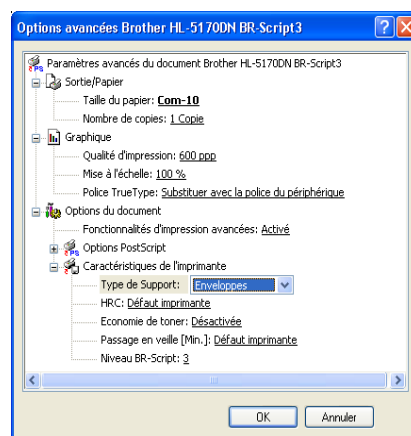 Options avancées Brother HL-5170DN BR-Script3
Paramètres avancés du document Brother HL-5170DN BR-Script3
Sortie/Papier
Taille du papier: Com-10
Nombre de copies: 1 Copie
Graphique
Qualité d'impression: 600 ppp
Mise à l'échelle: 100 %
Police TrueType: Substituer avec la police du périphérique
Options du document
Fonctionnalités d'impression avancées: Activé
Options PostScript
Caractéristiques de l'imprimante
Type de Support: Enveloppes
HRC: Défaut imprimante
Economie de toner: Désactivée
Passage en veille [Min.]: Défaut imprimante
Niveau BR-Script: 3
OK Annuler